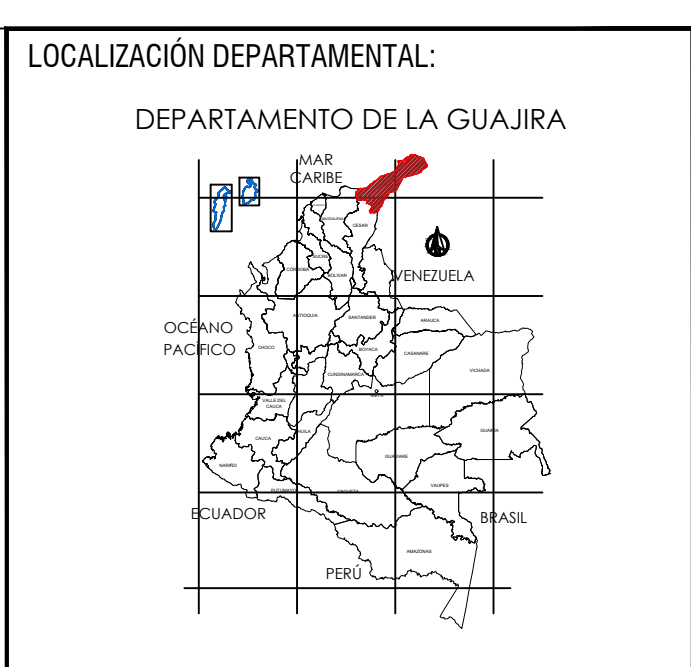 LOCALIZACIÓN DEPARTAMENTAL:
DEPARTAMENTO DE LA GUAJIRA
MAR
CARIBE
MAGDALENA
CESAR
SUCRE
CÓRDOBA
BOLIVAR
VENEZUELA
ANTIOQUIA
SANTANDER
ARAUCA
OCÉANO
PACÍFICO
CHOCO
BOYACA
CASANARE
CUNDINAMARCA
VICHADA
META
VALLE DEL
CAUCA
CAUCA
HUILA
GUAINIA
NARIÑO
GUAVIARE
PUTUMAYO
CAQUETA
VAUPES
ECUADOR
BRASIL
AMAZONAS
PERÚ